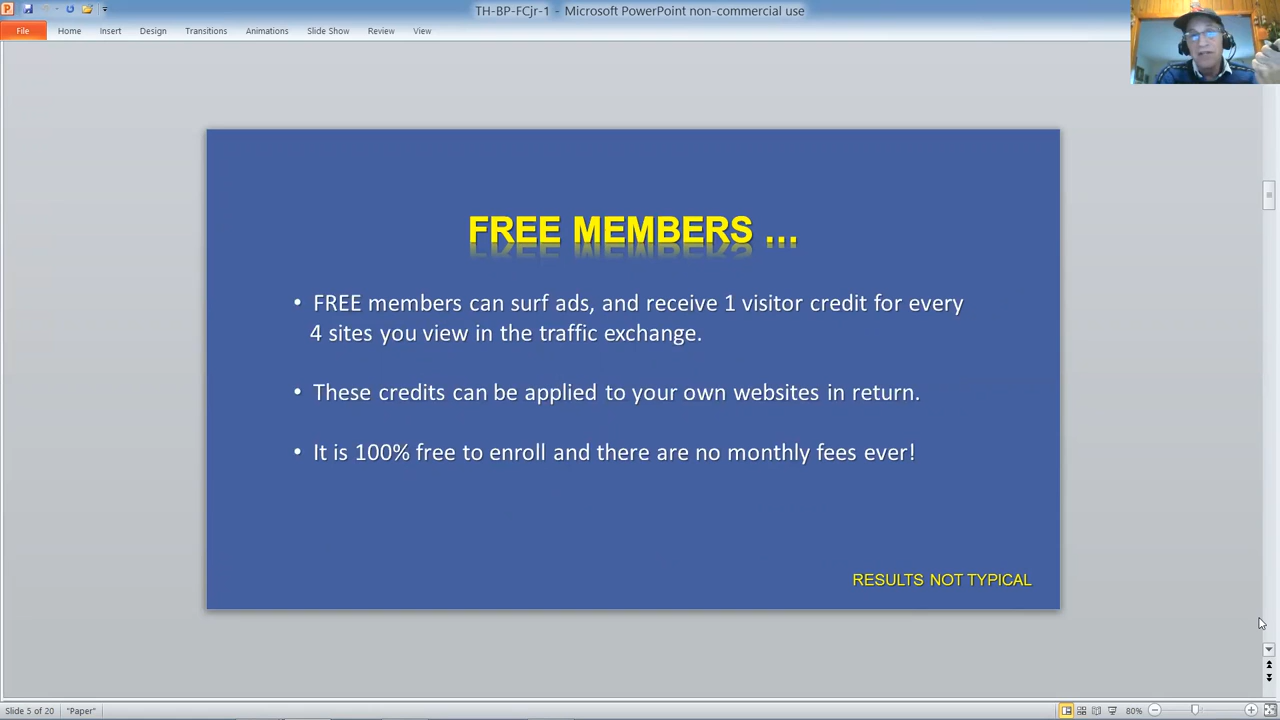 TH-BP-FCjr-1 - Microsoft PowerPoint non-commercial use
File Home Insert Design Transitions Animations Slide Show Review View
FREE MEMBERS ...
• FREE members can surf ads, and receive 1 visitor credit for every
4 sites you view in the traffic exchange.
• These credits can be applied to your own websites in return.
• It is 100% free to enroll and there are no monthly fees ever!
RESULTS NOT TYPICAL
Slide 5 of 20 "Paper" 80%